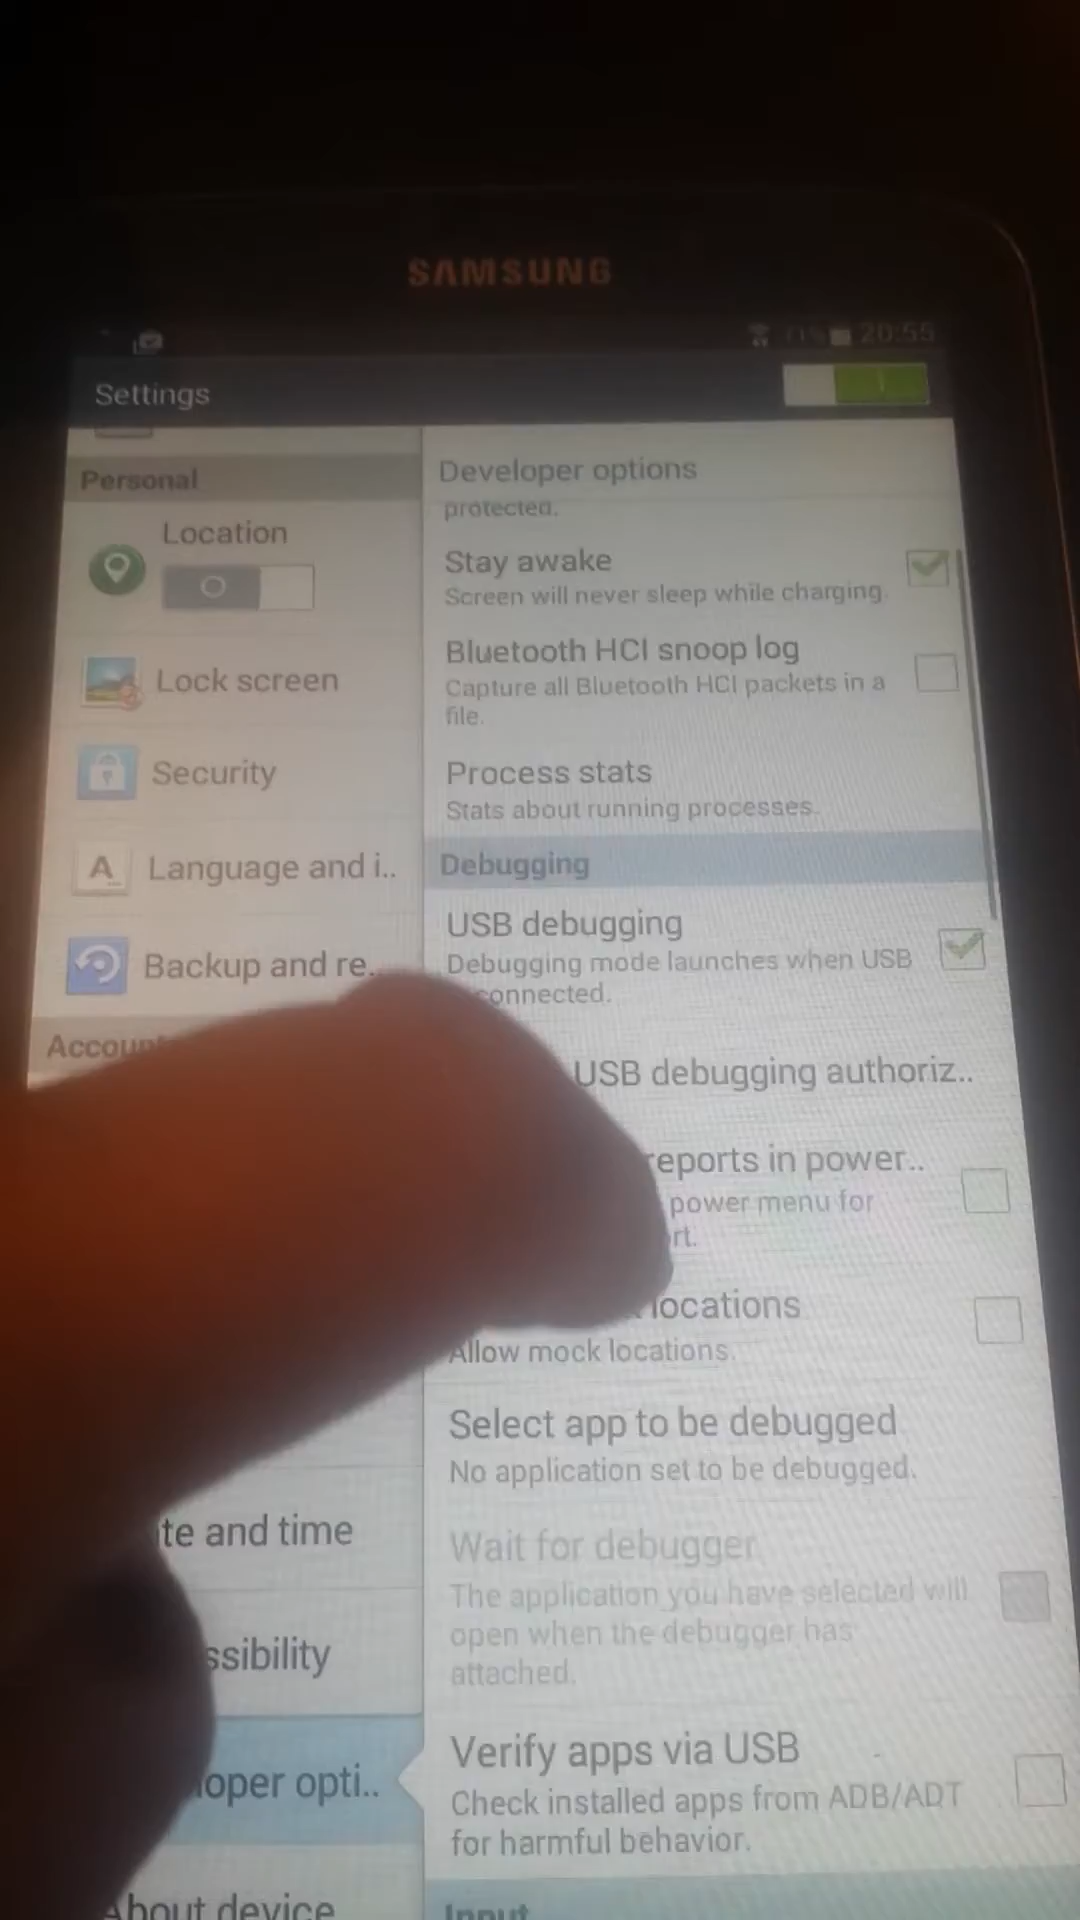 SAMSUNG
71% 20:55
Settings
Personal
Location
Lock screen
Security
Language and i..
Backup and re..
te and time
ssibility
oper opti..
About device
Developer options
protected.
Stay awake
Screen will never sleep while charging.
Bluetooth HCI snoop log
Capture all Bluetooth HCI packets in a
file.
Process stats
Stats about running processes.
Debugging
USB debugging
Debugging mode launches when USB
connected.
USB debugging authoriz..
reports in power..
power menu for
rt.
locations
Allow mock locations.
Select app to be debugged
No application set to be debugged.
Wait for debugger
The application you have selected will
open when the debugger has
attached.
Verify apps via USB
Check installed apps from ADB/ADT
for harmful behavior.
Input